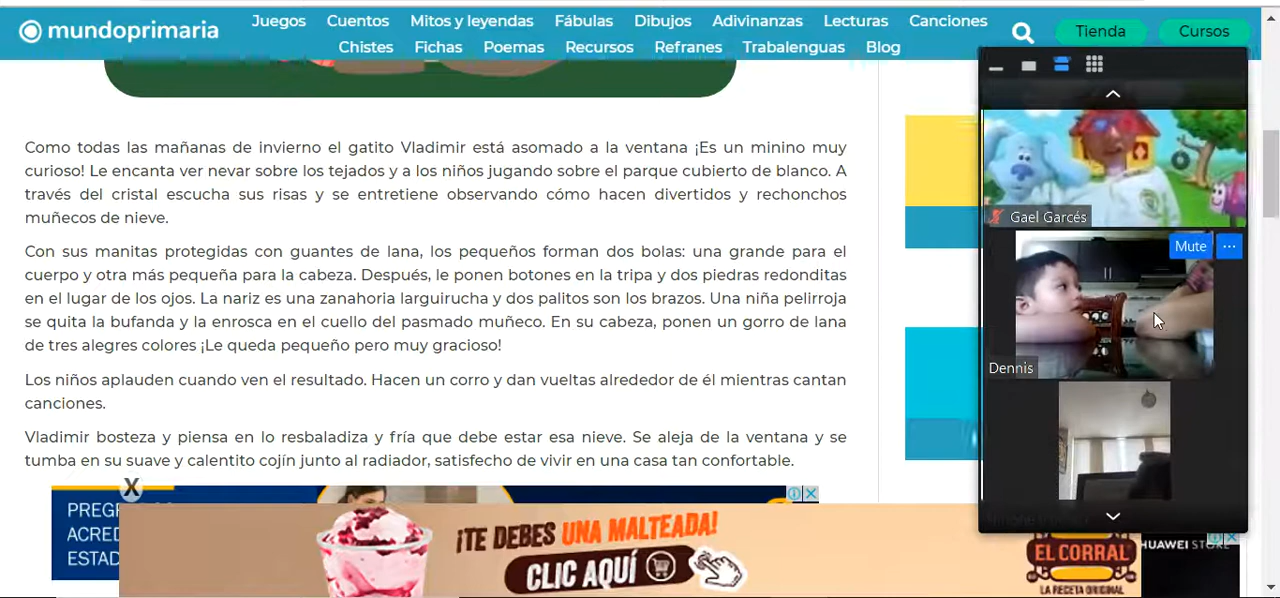 mundoprimaria
Juegos Cuentos Mitos y leyendas Fábulas Dibujos Adivinanzas Lecturas Canciones
Chistes Fichas Poemas Recursos Refranes Trabalenguas Blog
Tienda Cursos
Como todas las mañanas de invierno el gatito Vladimir está asomado a la ventana ¡Es un minino muy
curioso! Le encanta ver nevar sobre los tejados y a los niños jugando sobre el parque cubierto de blanco. A
través del cristal escucha sus risas y se entretiene observando cómo hacen divertidos y rechonchos
muñecos de nieve.
Con sus manitas protegidas con guantes de lana, los pequeños forman dos bolas: una grande para el
cuerpo y otra más pequeña para la cabeza. Después, le ponen botones en la tripa y dos piedras redonditas
en el lugar de los ojos. La nariz es una zanahoria larguirucha y dos palitos son los brazos. Una niña pelirroja
se quita la bufanda y la enrosca en el cuello del pasmado muñeco. En su cabeza, ponen un gorro de lana
de tres alegres colores ¡Le queda pequeño pero muy gracioso!
Los niños aplauden cuando ven el resultado. Hacen un corro y dan vueltas alrededor de él mientras cantan
canciones.
Vladimir bosteza y piensa en lo resbaladiza y fría que debe estar esa nieve. Se aleja de la ventana y se
tumba en su suave y calentito cojín junto al radiador, satisfecho de vivir en una casa tan confortable.
Gael Garcés
Mute
Dennis
X
PREG
ACRED
ESTAD
¡TE DEBES UNA MALTEADA!
CLIC AQUÍ
EL CORRAL
LA RECETA ORIGINAL
HUAWEI STORE